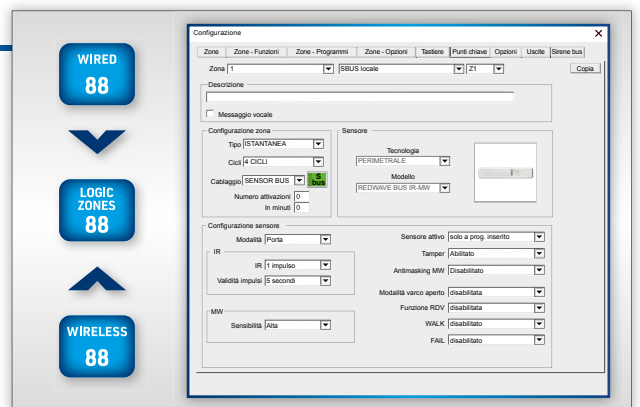 WIRED
88
LOGIC
ZONES
88
WIRELESS
88
Configurazione
Zone Zone - Funzioni Zone - Programmi Zone - Opzioni Tastiere Punti chiave Opzioni Uscite Sirene bus
Zona 1 SBUS locale Z1 Copia
Descrizione
Messaggio vocale
Configurazione zona
Tipo ISTANTANEA
Cicli 4 CICLI
Cablaggio SENSOR BUS S bus
Numero attivazioni 0
In minuti 0
Sensore
Tecnologia
PERIMETRALE
Modello
REDWAVE BUS IR-MW
Configurazione sensore
Modalità Porta
IR
IR 1 impulso
Validità impulsi 5 secondi
MW
Sensibilità Alta
Sensore attivo solo a prog. inserito
Tamper Abilitato
Antimasking MW Disabilitato
Modalità varco aperto disabilitata
Funzione RDV disabilitata
WALK disabilitato
FAIL disabilitato